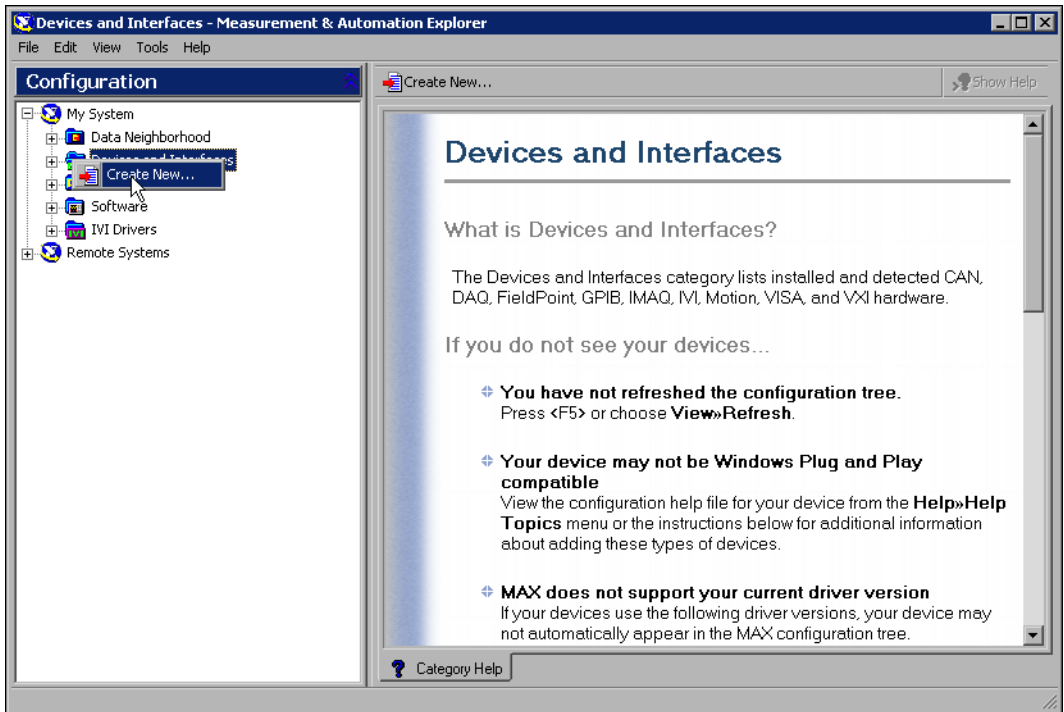 Devices and Interfaces - Measurement & Automation Explorer
File Edit View Tools Help
Configuration
Create New...
Show Help
My System
Data Neighborhood
Devices and Interfaces
Create New...
Software
IVI Drivers
Remote Systems
Devices and Interfaces
What is Devices and Interfaces?
The Devices and Interfaces category lists installed and detected CAN,
DAQ, FieldPoint, GPIB, IMAQ, IVI, Motion, VISA, and VXI hardware.
If you do not see your devices...
You have not refreshed the configuration tree.
Press <F5> or choose View»Refresh.
Your device may not be Windows Plug and Play
compatible
View the configuration help file for your device from the Help»Help
Topics menu or the instructions below for additional information
about adding these types of devices.
MAX does not support your current driver version
If your devices use the following driver versions, your device may
not automatically appear in the MAX configuration tree.
Category Help